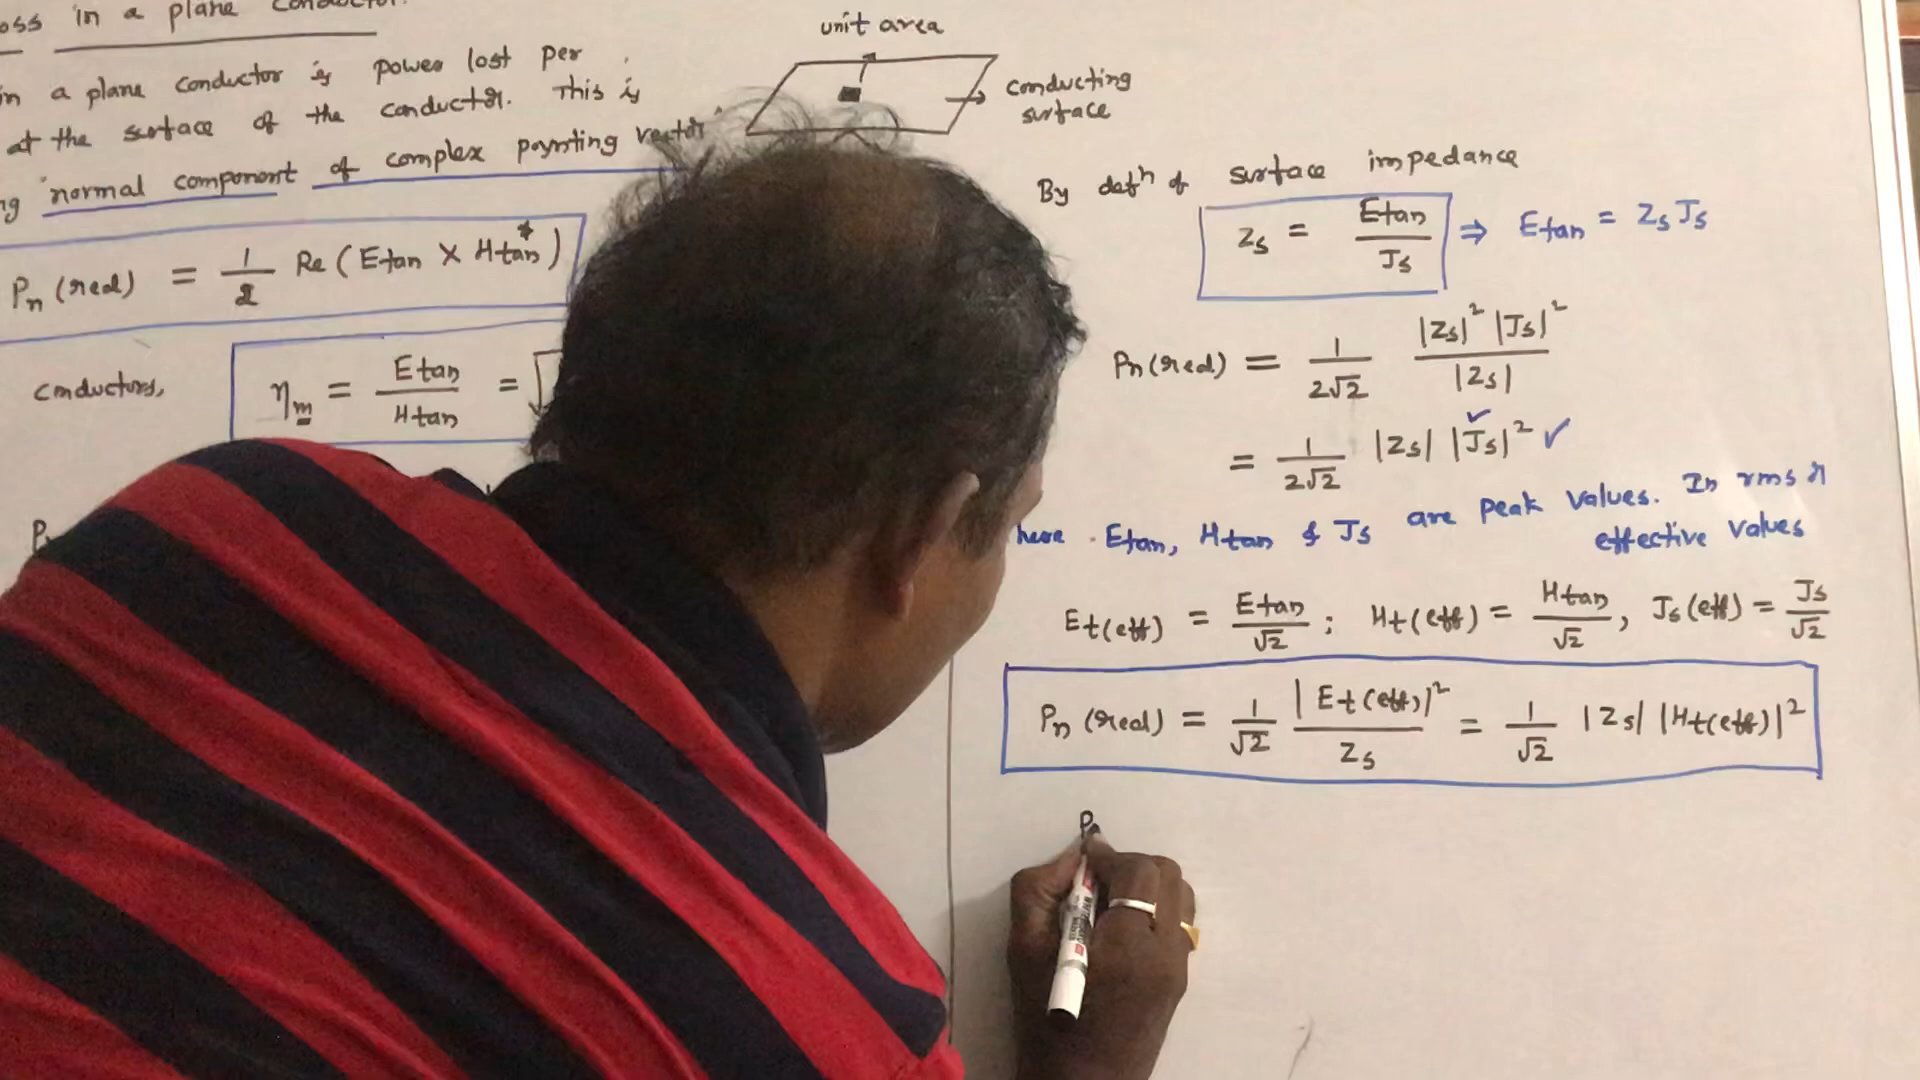 in a plane conductor.
in a plane conductor is power lost per
at the surface of the conductor. This is
normal component of complex poynting vector
Pn (real) = 1/2 Re ( Etan X Htan* )
conductors,
ηm = Etan/Htan = √
unit area
conducting
surface
By defn of surface impedance
Zs = Etan/Js ⇒ Etan = Zs Js
Pn(real) = 1/2√2 |Zs|² |Js|²/|Zs|
= 1/2√2 |Zs| |Js|² ✓
here Etan, Htan & Js are peak values. In rms or
effective values
Et(eff) = Etan/√2 ; Ht(eff) = Htan/√2 , Js(eff) = Js/√2
Pn (real) = 1/√2 |Et(eff)|²/Zs = 1/√2 |Zs| |Ht(eff)|²
P